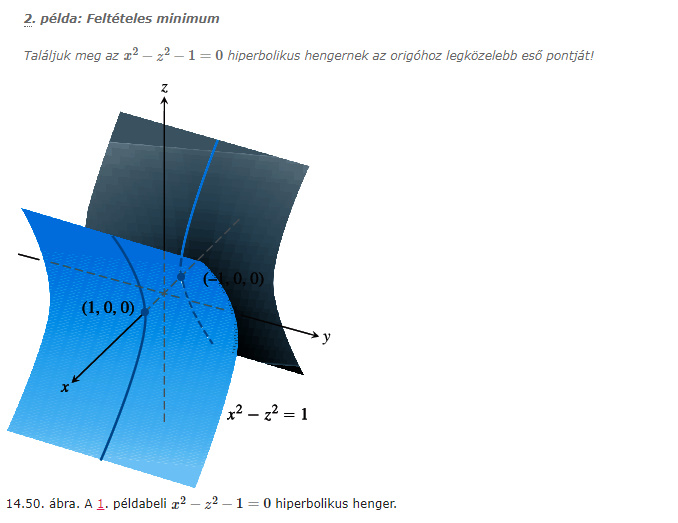 2. példa: Feltételes minimum
Találjuk meg az x² − z² − 1 = 0 hiperbolikus hengernek az origóhoz legközelebb eső pontját!
z
(−1, 0, 0)
(1, 0, 0)
y
x
x² − z² = 1
14.50. ábra. A 1. példabeli x² − z² − 1 = 0 hiperbolikus henger.